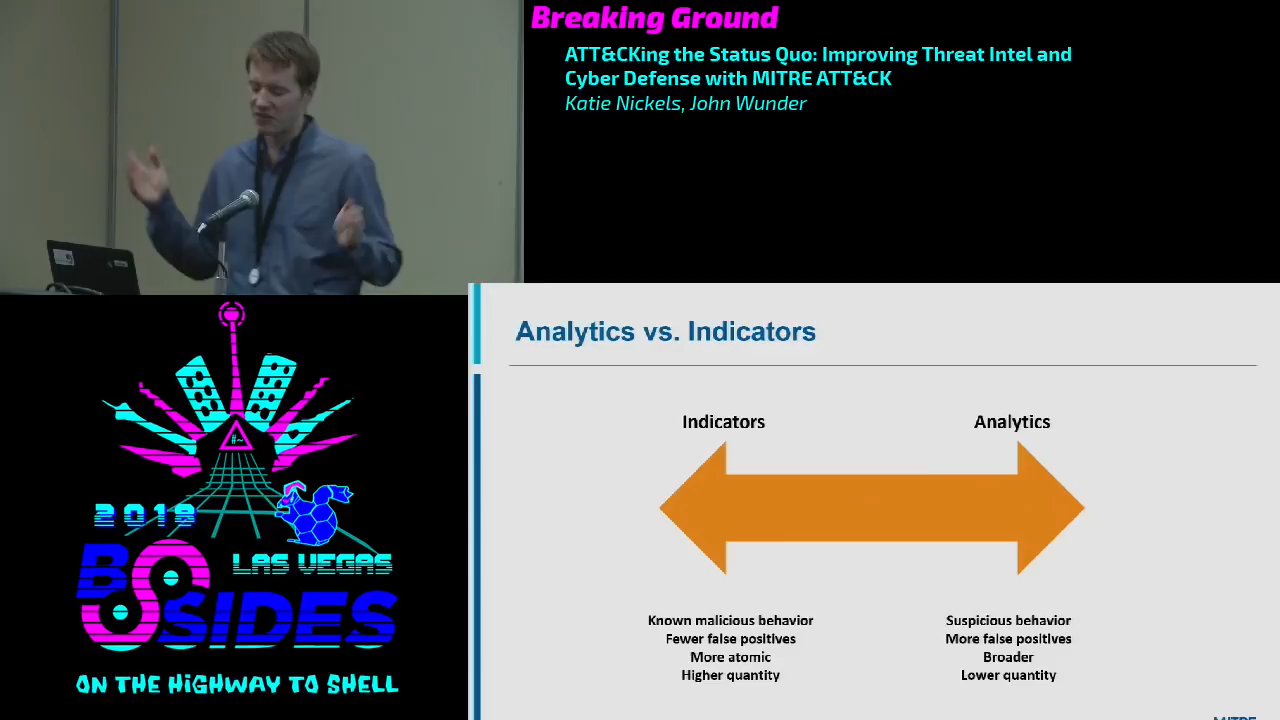 Breaking Ground
ATT&CKing the Status Quo: Improving Threat Intel and
Cyber Defense with MITRE ATT&CK
Katie Nickels, John Wunder
#~
2018
LAS VEGAS
BSIDES
ON THE HIGHWAY TO SHELL
Analytics vs. Indicators
Indicators
Analytics
Known malicious behavior
Fewer false positives
More atomic
Higher quantity
Suspicious behavior
More false positives
Broader
Lower quantity
MITRE